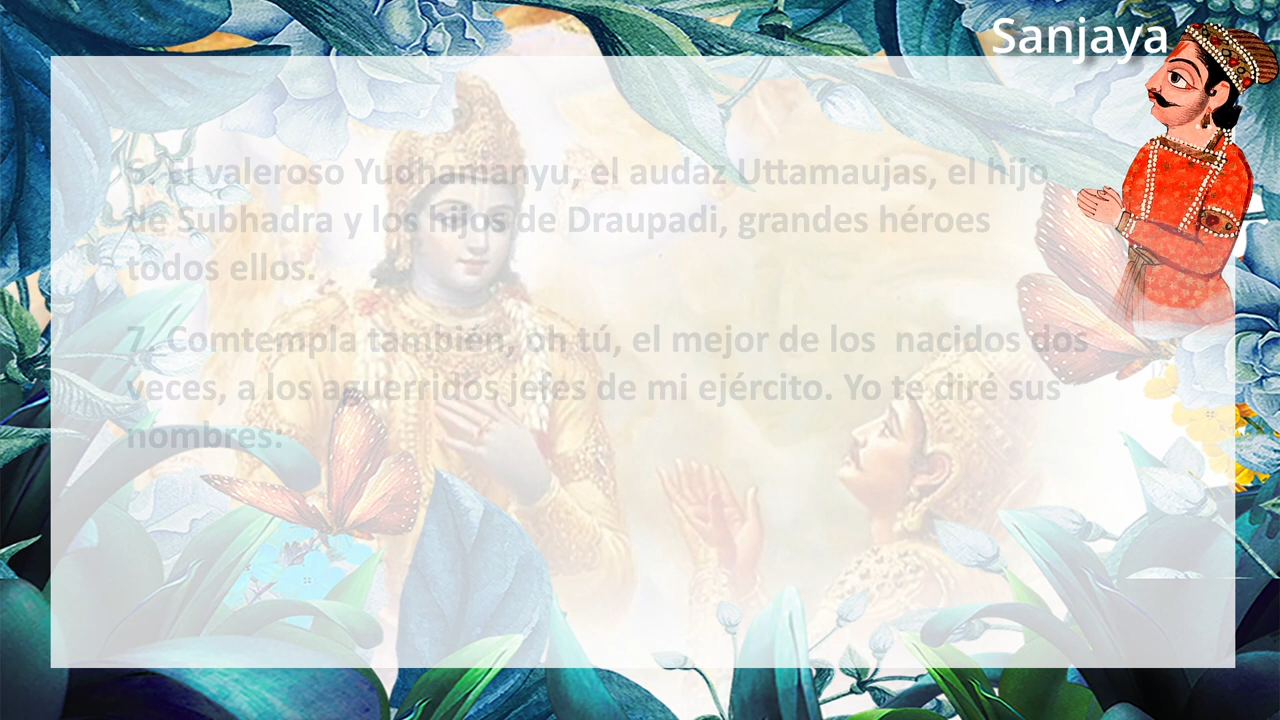 Sanjaya
el valeroso Yudhamanyu, el audaz Uttamaujas, el hijo
de Subhadra y los de Draupadi, grandes héroes
todos ellos.
7. Comtempla también, oh tú, el mejor de los nacidos dos
veces, a los aguerridos jefes de mi ejército. Yo te diré sus
nombres.